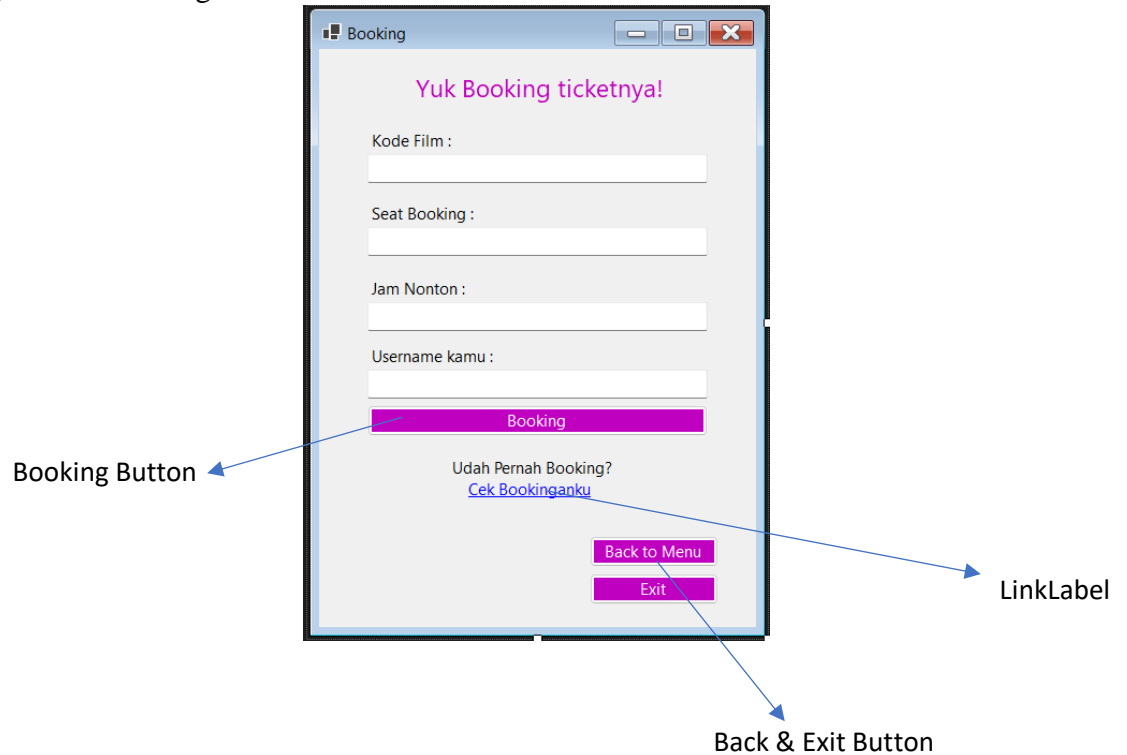 Booking
Yuk Booking ticketnya!
Kode Film :
Seat Booking :
Jam Nonton :
Username kamu :
Booking
Booking Button
Udah Pernah Booking?
Cek Bookinganku
Back to Menu
Exit
LinkLabel
Back & Exit Button